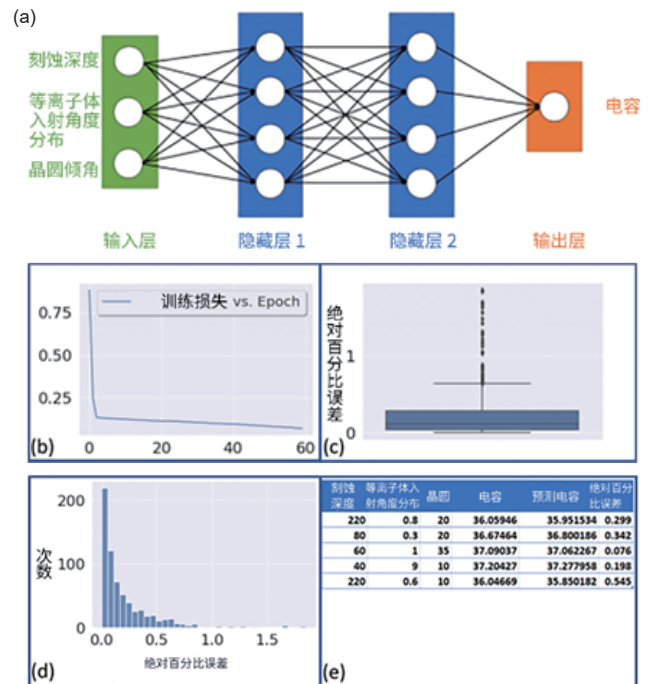 (a)
刻蚀深度
等离子体
入射角度
分布
晶圆倾角
电容
输入层
隐藏层 1
隐藏层 2
输出层
训练损失 vs. Epoch
0.75
0.50
0.25
0
20
40
60
(b)
绝对百分比误差
1
0
(c)
200
100
0
次数
0.0
0.5
1.0
1.5
绝对百分比误差
(d)
刻蚀 等离子体入 晶圆 电容 预测电容 绝对百分
深度 射角度分布 比误差
220 0.8 20 36.05946 35.951534 0.299
80 0.3 20 36.67464 36.800186 0.342
60 1 35 37.09037 37.062267 0.076
40 9 10 37.20427 37.277958 0.198
220 0.6 10 36.04669 35.850182 0.545
(e)